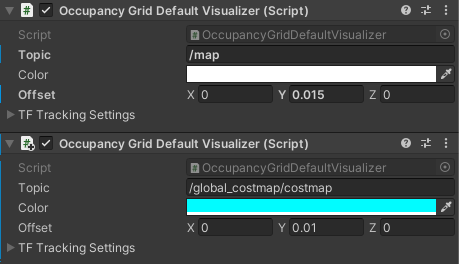 Occupancy Grid Default Visualizer (Script)
Script OccupancyGridDefaultVisualizer
Topic /map
Color
Offset X 0 Y 0.015 Z 0
TF Tracking Settings
Occupancy Grid Default Visualizer (Script)
Script OccupancyGridDefaultVisualizer
Topic /global_costmap/costmap
Color
Offset X 0 Y 0.01 Z 0
TF Tracking Settings